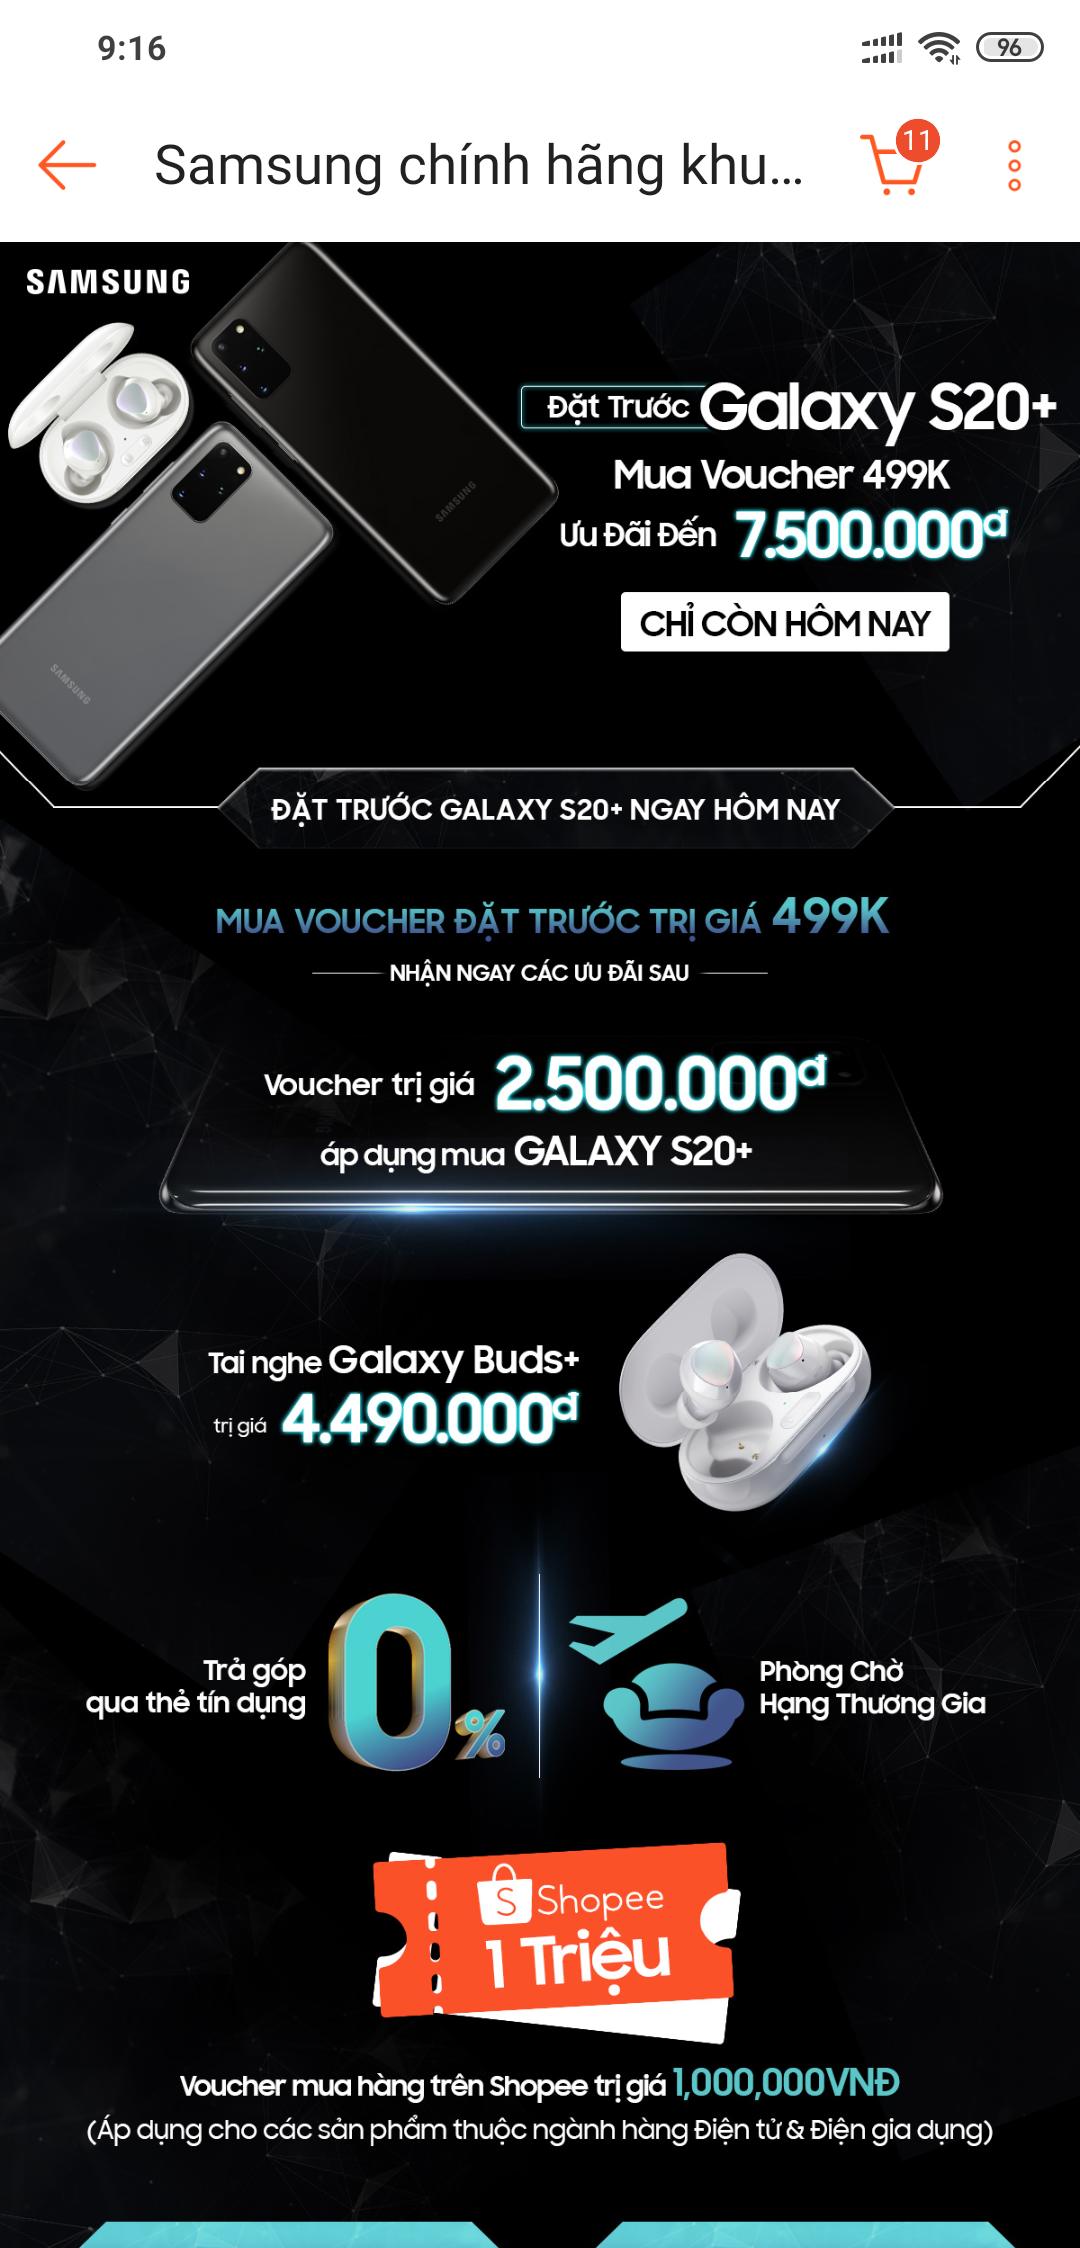 9:16
96
Samsung chính hãng khu...
11
SAMSUNG
SAMSUNG
SAMSUNG
Đặt Trước Galaxy S20+
Mua Voucher 499K
Ưu Đãi Đến 7.500.000đ
CHỈ CÒN HÔM NAY
ĐẶT TRƯỚC GALAXY S20+ NGAY HÔM NAY
MUA VOUCHER ĐẶT TRƯỚC TRỊ GIÁ 499K
NHẬN NGAY CÁC ƯU ĐÃI SAU
Voucher trị giá 2.500.000đ
áp dụng mua GALAXY S20+
Tai nghe Galaxy Buds+
trị giá 4.490.000đ
Trả góp
qua thẻ tín dụng
0%
Phòng Chờ
Hạng Thương Gia
S Shopee
1 Triệu
Voucher mua hàng trên Shopee trị giá 1,000,000VNĐ
(Áp dụng cho các sản phẩm thuộc ngành hàng Điện tử & Điện gia dụng)